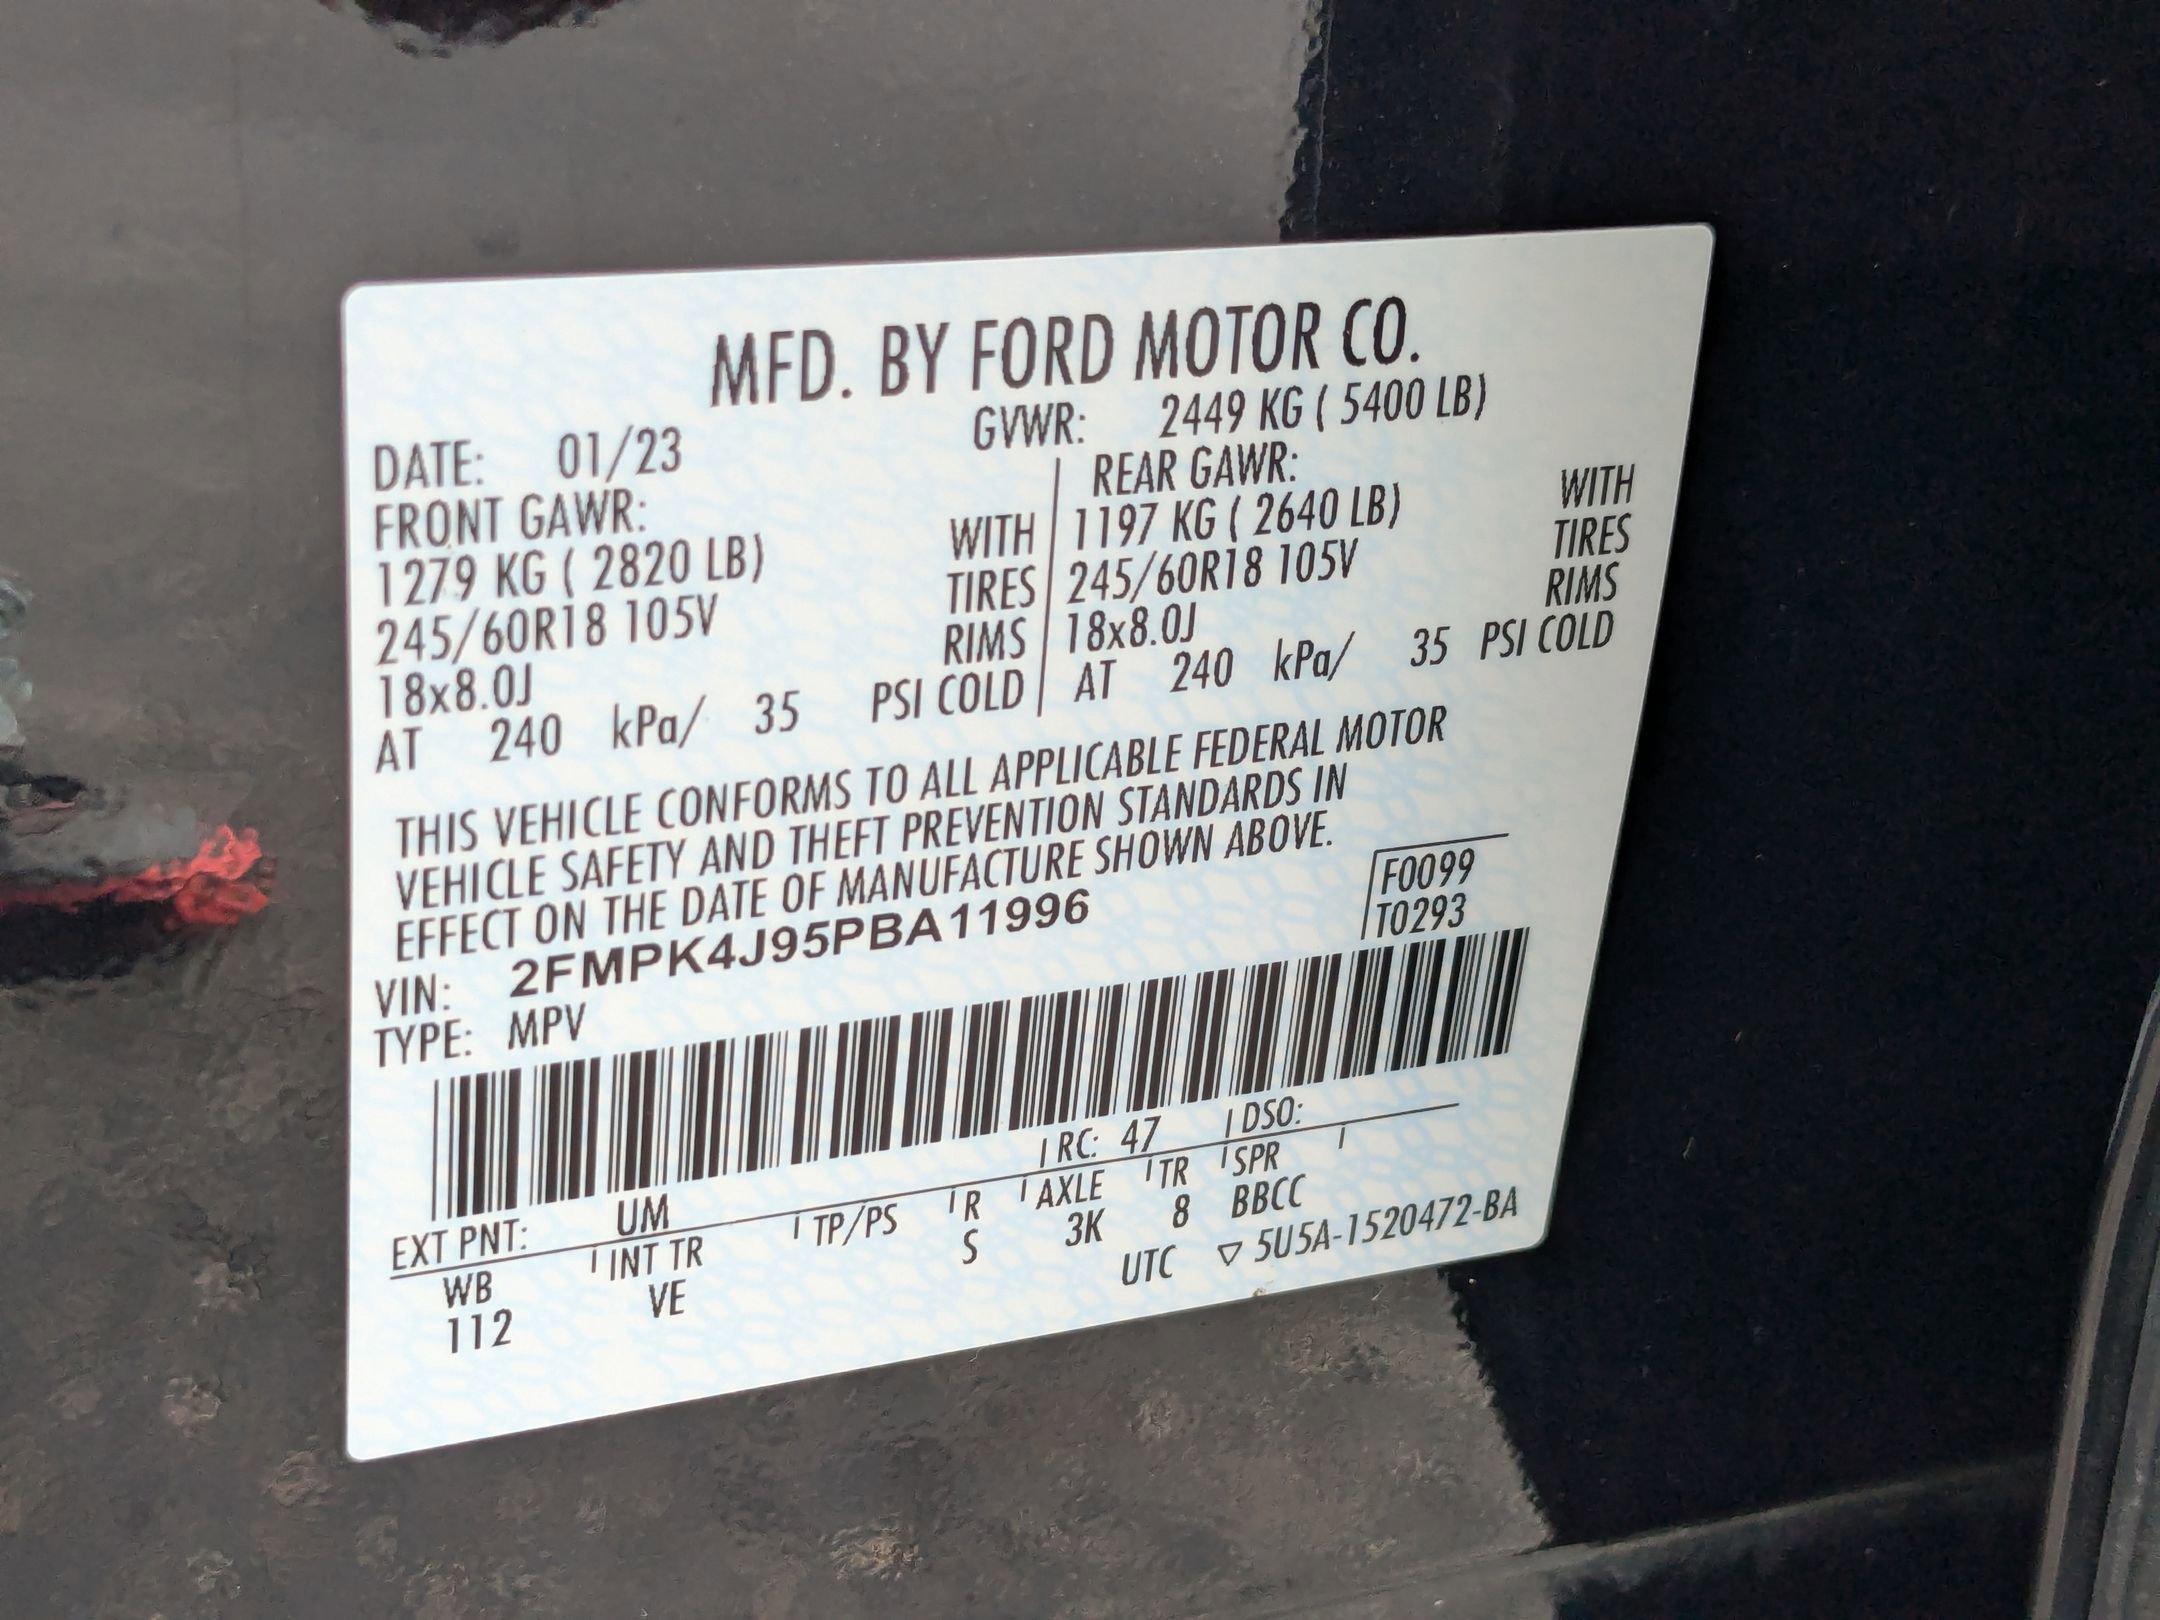 MFD. BY FORD MOTOR CO.
DATE: 01/23 GVWR: 2449 KG ( 5400 LB)
FRONT GAWR: REAR GAWR:
1279 KG ( 2820 LB) WITH 1197 KG ( 2640 LB) WITH
245/60R18 105V TIRES 245/60R18 105V TIRES
18x8.0J RIMS 18x8.0J RIMS
AT 240 kPa/ 35 PSI COLD AT 240 kPa/ 35 PSI COLD
THIS VEHICLE CONFORMS TO ALL APPLICABLE FEDERAL MOTOR
VEHICLE SAFETY AND THEFT PREVENTION STANDARDS IN
EFFECT ON THE DATE OF MANUFACTURE SHOWN ABOVE.
VIN: 2FMPK4J95PBA11996 F0099
TYPE: MPV T0293
EXT PNT: UM RC: 47 DSO:
WB INT TR TP/PS R AXLE TR SPR
112 VE S 3K 8 BBCC
UTC ▽ 5U5A-1520472-BA